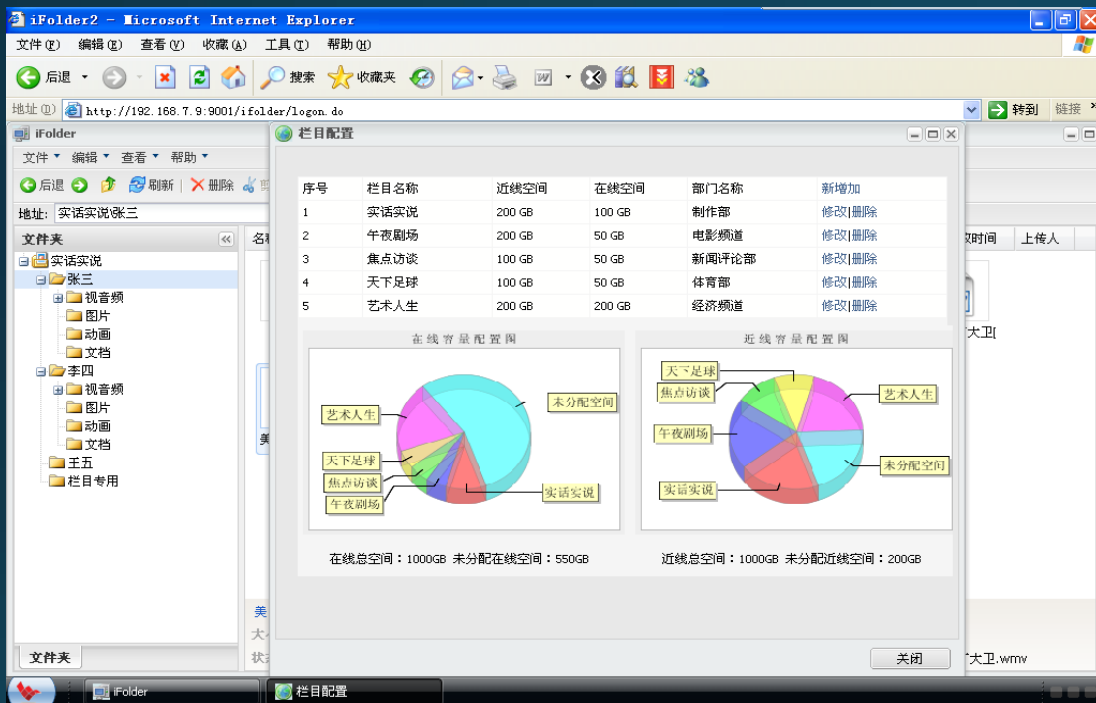 iFolder2 - Microsoft Internet Explorer
文件(F) 编辑(E) 查看(V) 收藏(A) 工具(T) 帮助(H)
后退 搜索 收藏夹
地址(D) http://192.168.7.9:9001/ifolder/logon.do 转到 链接 »
iFolder
文件 编辑 查看 帮助
后退 刷新 删除
地址: 实话实说\张三
文件夹
实话实说
张三
视音频
图片
动画
文档
李四
视音频
图片
动画
文档
王五
栏目专用
文件夹
栏目配置
序号 栏目名称 近线空间 在线空间 部门名称 新增加
1 实话实说 200 GB 100 GB 制作部 修改|删除
2 午夜剧场 200 GB 50 GB 电影频道 修改|删除
3 焦点访谈 100 GB 50 GB 新闻评论部 修改|删除
4 天下足球 100 GB 50 GB 体育部 修改|删除
5 艺术人生 200 GB 200 GB 经济频道 修改|删除
在线容量配置图
未分配空间
艺术人生
天下足球
焦点访谈
午夜剧场
实话实说
在线总空间：1000GB 未分配在线空间：550GB
近线容量配置图
天下足球
焦点访谈
艺术人生
午夜剧场
未分配空间
实话实说
近线总空间：1000GB 未分配近线空间：200GB
关闭
时间 上传人
大卫[
美
大卫.wmv
iFolder 栏目配置